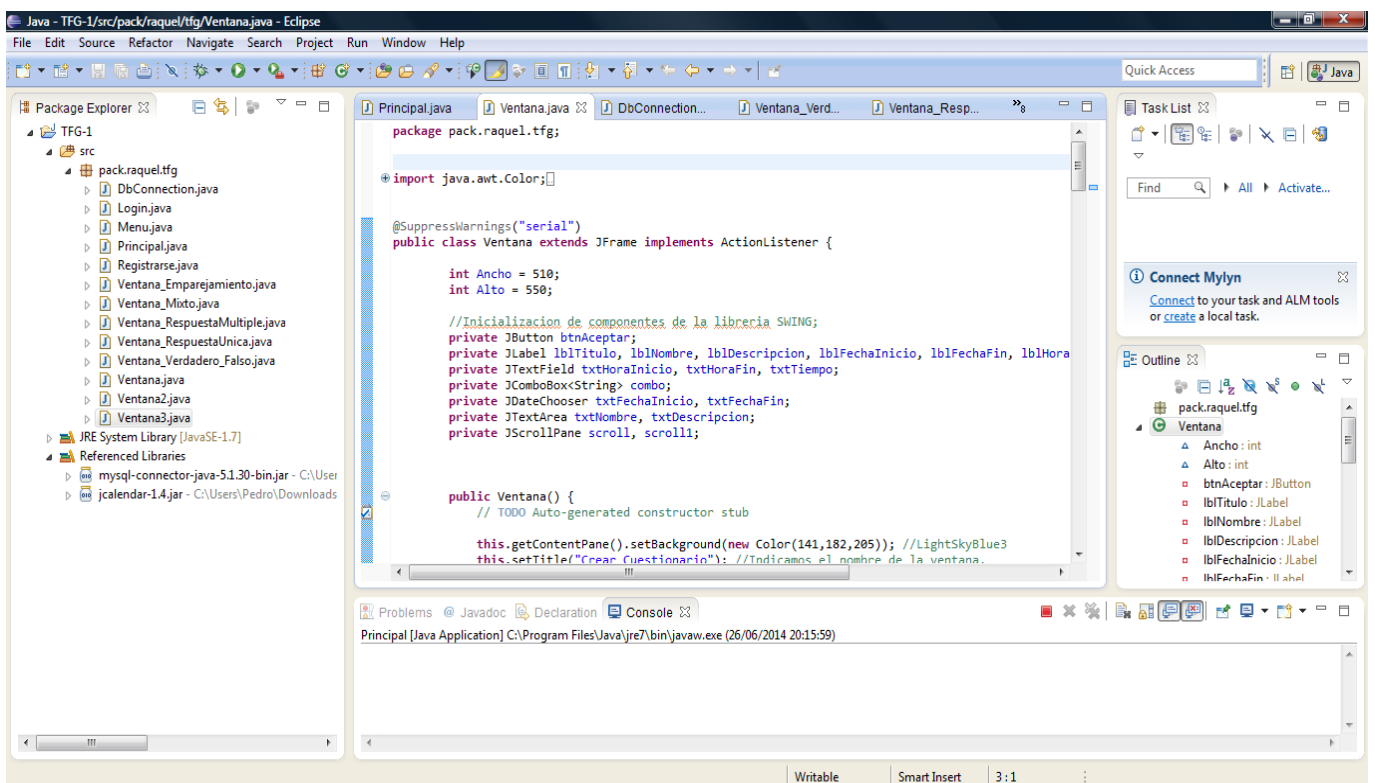 Java - TFG-1/src/pack/raquel/tfg/Ventana.java - Eclipse
File Edit Source Refactor Navigate Search Project Run Window Help
Quick Access
Java
Package Explorer
TFG-1
src
pack.raquel.tfg
DbConnection.java
Login.java
Menu.java
Principal.java
Registrarse.java
Ventana_Emparejamiento.java
Ventana_Mixto.java
Ventana_RespuestaMultiple.java
Ventana_RespuestaUnica.java
Ventana_Verdadero_Falso.java
Ventana.java
Ventana2.java
Ventana3.java
JRE System Library [JavaSE-1.7]
Referenced Libraries
mysql-connector-java-5.1.30-bin.jar - C:\User
jcalendar-1.4.jar - C:\Users\Pedro\Downloads
Principal.java Ventana.java DbConnection... Ventana_Verd... Ventana_Resp... »8
package pack.raquel.tfg;
import java.awt.Color;
@SuppressWarnings("serial")
public class Ventana extends JFrame implements ActionListener {
int Ancho = 510;
int Alto = 550;
//Inicializacion de componentes de la libreria SWING;
private JButton btnAceptar;
private JLabel lblTitulo, lblNombre, lblDescripcion, lblFechaInicio, lblFechaFin, lblHora
private JTextField txtHoraInicio, txtHoraFin, txtTiempo;
private JComboBox<String> combo;
private JDateChooser txtFechaInicio, txtFechaFin;
private JTextArea txtNombre, txtDescripcion;
private JScrollPane scroll, scroll1;
public Ventana() {
// TODO Auto-generated constructor stub
this.getContentPane().setBackground(new Color(141,182,205)); //LightSkyBlue3
this.setTitle("Crear Cuestionario"); //Indicamos el nombre de la ventana.
Task List
Find All Activate...
Connect Mylyn
Connect to your task and ALM tools
or create a local task.
Outline
pack.raquel.tfg
Ventana
Ancho : int
Alto : int
btnAceptar : JButton
lblTitulo : JLabel
lblNombre : JLabel
lblDescripcion : JLabel
lblFechaInicio : JLabel
lblFechaFin : JLabel
Problems @ Javadoc Declaration Console
Principal [Java Application] C:\Program Files\Java\jre7\bin\javaw.exe (26/06/2014 20:15:59)
Writable Smart Insert 3 : 1